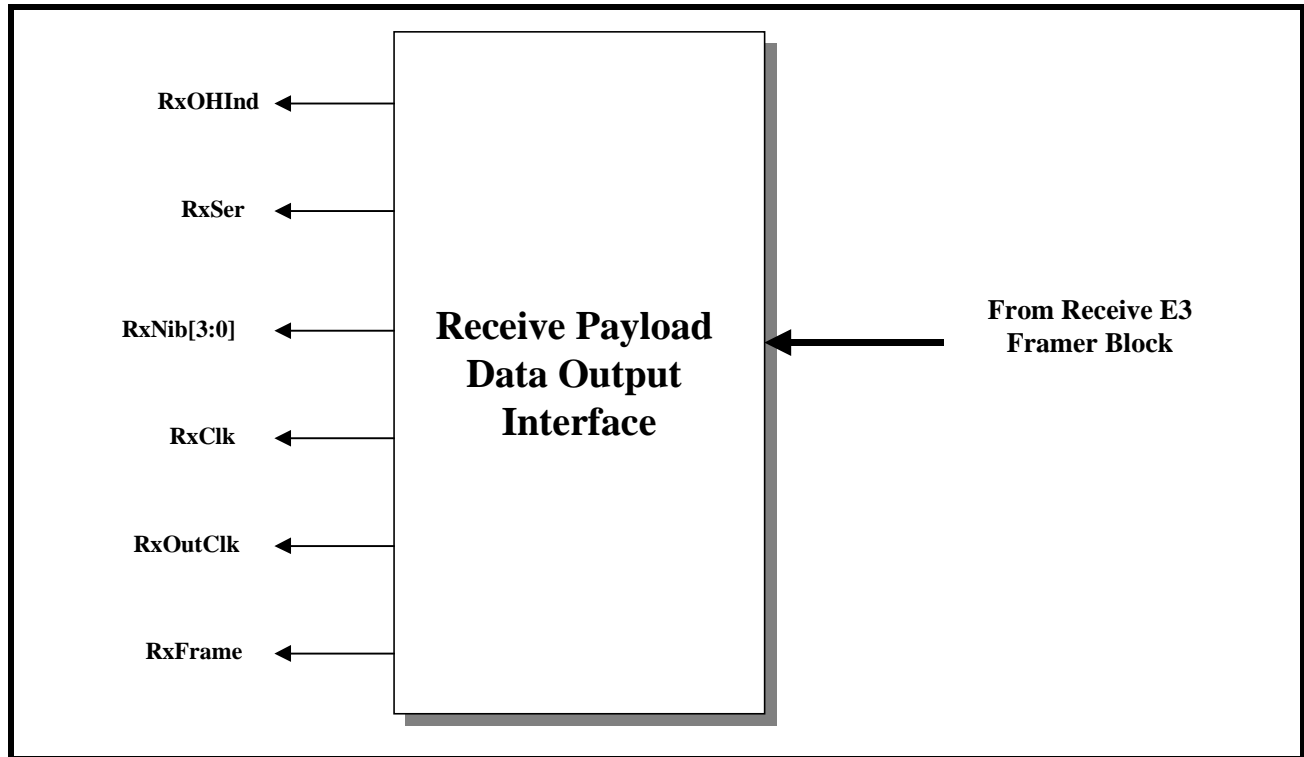 RxOHInd
RxSer
RxNib[3:0]
RxClk
RxOutClk
RxFrame
Receive Payload
Data Output
Interface
From Receive E3
Framer Block